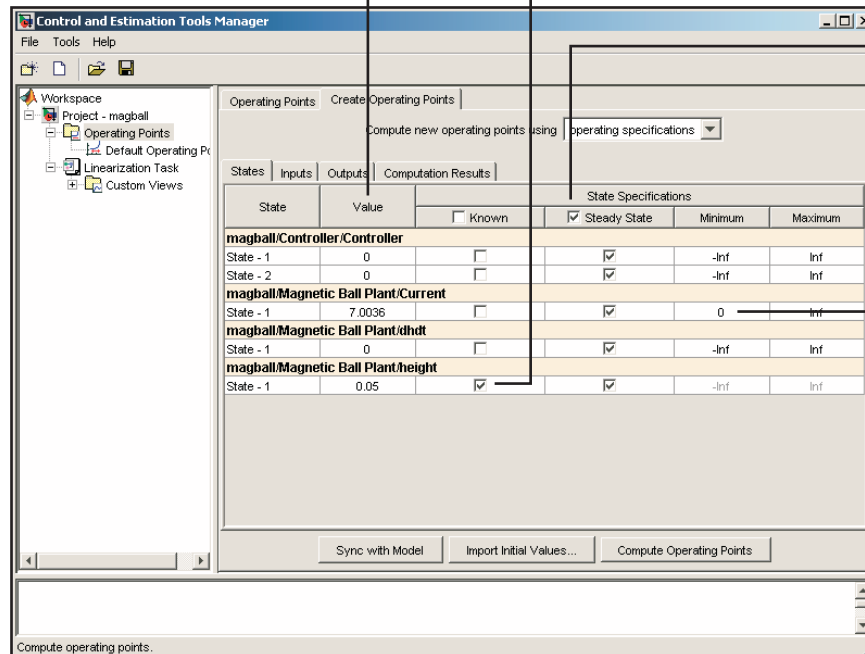 Control and Estimation Tools Manager
File Tools Help
Workspace
Project - magball
Operating Points
Default Operating Po
Linearization Task
Custom Views
Operating Points Create Operating Points
Compute new operating points using operating specifications
States Inputs Outputs Computation Results
State Value State Specifications
Known Steady State Minimum Maximum
magball/Controller/Controller
State - 1 0 -Inf Inf
State - 2 0 -Inf Inf
magball/Magnetic Ball Plant/Current
State - 1 7.0036 0 Inf
magball/Magnetic Ball Plant/dhdt
State - 1 0 -Inf Inf
magball/Magnetic Ball Plant/height
State - 1 0.05 -Inf Inf
Sync with Model Import Initial Values... Compute Operating Points
Compute operating points.